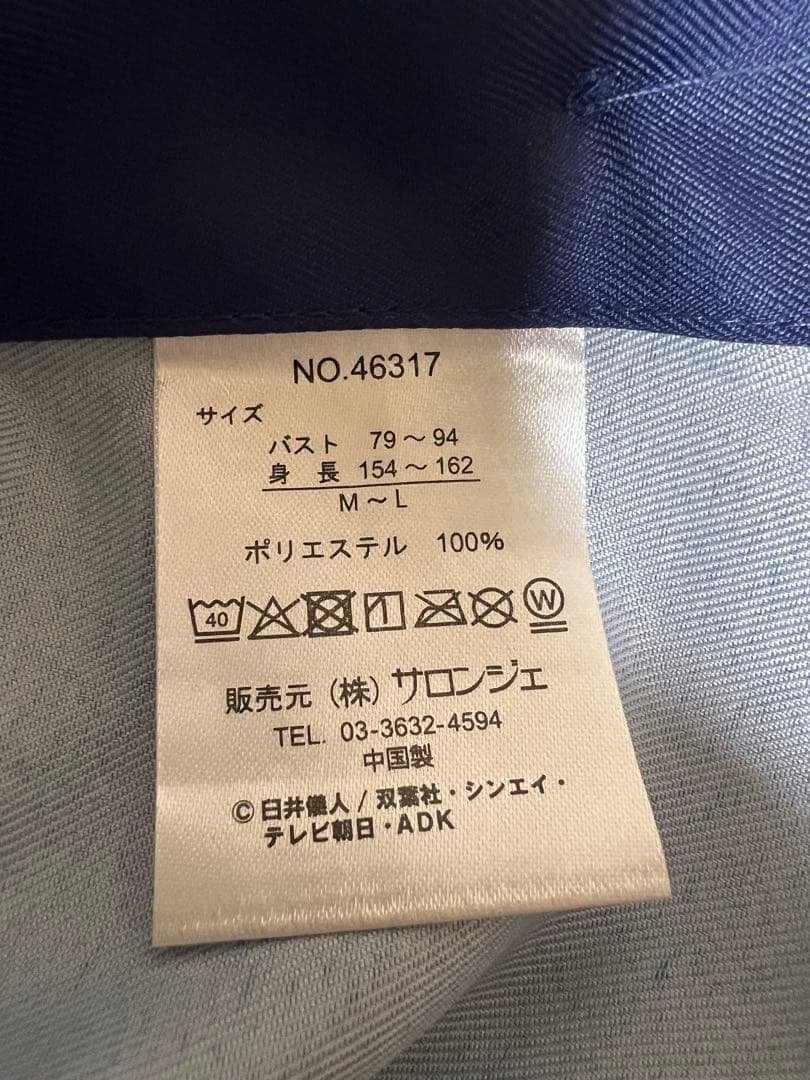 NO.46317
サイズ
バスト 79～94
身長 154～162
M～L
ポリエステル 100%
40 W
販売元 (株) サロンジェ
TEL. 03-3632-4594
中国製
© 臼井儀人 / 双葉社・シンエイ・
テレビ朝日・ADK